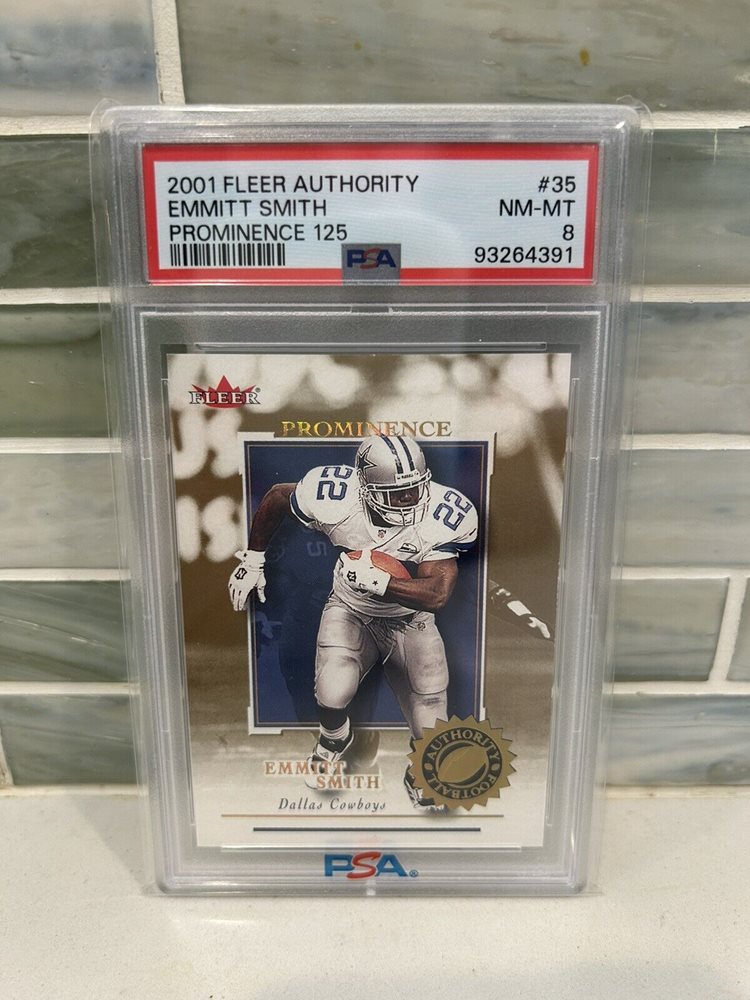 2001 FLEER AUTHORITY #35
EMMITT SMITH NM-MT
PROMINENCE 125 8
PSA 93264391
FLEER®
PROMINENCE
22 22
EMMITT
SMITH
Dallas Cowboys
AUTHORITY
FOOTBALL
PSA®